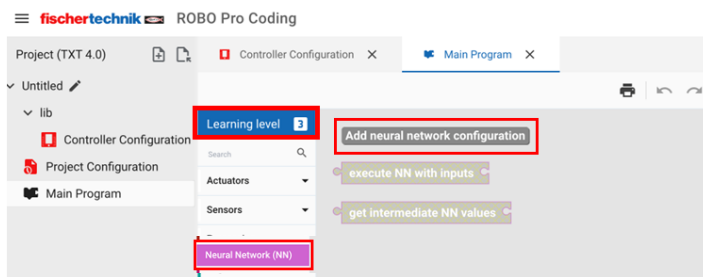 fischertechnik ROBO Pro Coding
Project (TXT 4.0)
Controller Configuration
Main Program
Untitled
lib
Controller Configuration
Project Configuration
Main Program
Learning level 3
Search
Actuators
Sensors
Neural Network (NN)
Add neural network configuration
execute NN with inputs
get intermediate NN values